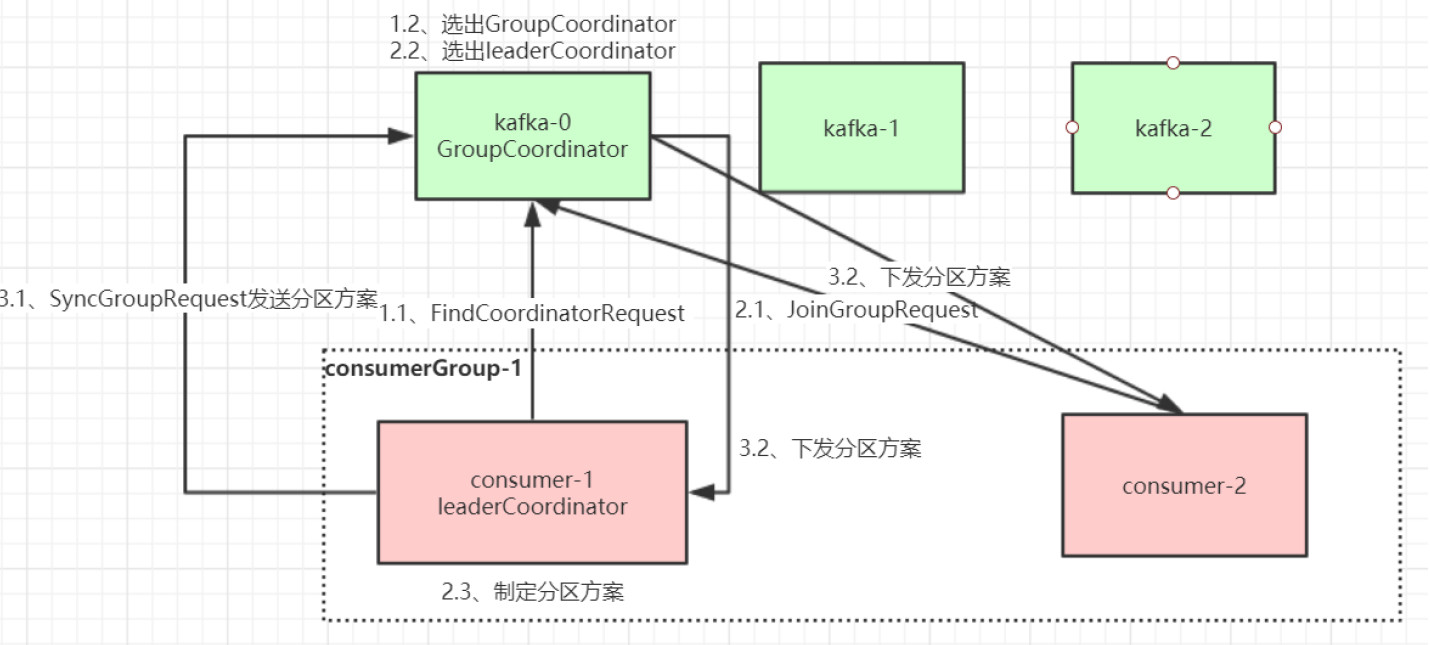 1.2、选出GroupCoordinator
2.2、选出leaderCoordinator
kafka-0
GroupCoordinator
kafka-1
kafka-2
3.2、下发分区方案
3.1、SyncGroupRequest发送分区方案
1.1、FindCoordinatorRequest
2.1、JoinGroupRequest
consumerGroup-1
3.2、下发分区方案
consumer-1
leaderCoordinator
consumer-2
2.3、制定分区方案